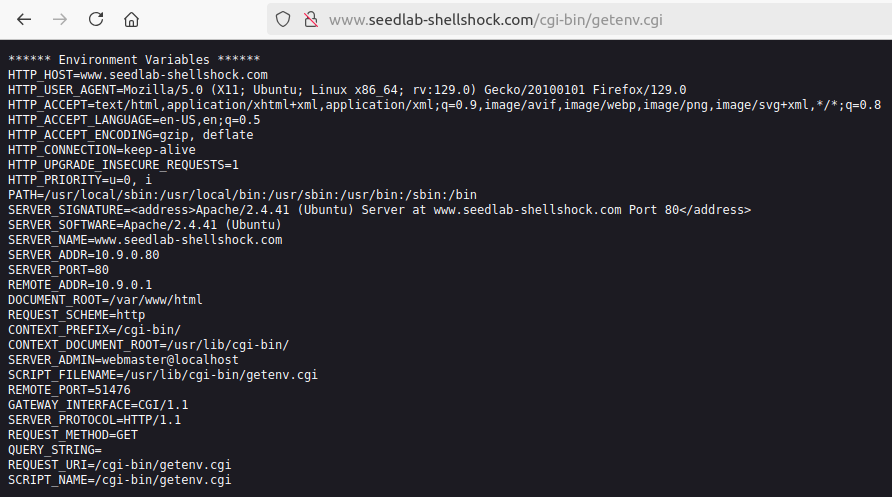 www.seedlab-shellshock.com/cgi-bin/getenv.cgi
****** Environment Variables ******
HTTP_HOST=www.seedlab-shellshock.com
HTTP_USER_AGENT=Mozilla/5.0 (X11; Ubuntu; Linux x86_64; rv:129.0) Gecko/20100101 Firefox/129.0
HTTP_ACCEPT=text/html,application/xhtml+xml,application/xml;q=0.9,image/avif,image/webp,image/png,image/svg+xml,*/*;q=0.8
HTTP_ACCEPT_LANGUAGE=en-US,en;q=0.5
HTTP_ACCEPT_ENCODING=gzip, deflate
HTTP_CONNECTION=keep-alive
HTTP_UPGRADE_INSECURE_REQUESTS=1
HTTP_PRIORITY=u=0, i
PATH=/usr/local/sbin:/usr/local/bin:/usr/sbin:/usr/bin:/sbin:/bin
SERVER_SIGNATURE=<address>Apache/2.4.41 (Ubuntu) Server at www.seedlab-shellshock.com Port 80</address>
SERVER_SOFTWARE=Apache/2.4.41 (Ubuntu)
SERVER_NAME=www.seedlab-shellshock.com
SERVER_ADDR=10.9.0.80
SERVER_PORT=80
REMOTE_ADDR=10.9.0.1
DOCUMENT_ROOT=/var/www/html
REQUEST_SCHEME=http
CONTEXT_PREFIX=/cgi-bin/
CONTEXT_DOCUMENT_ROOT=/usr/lib/cgi-bin/
SERVER_ADMIN=webmaster@localhost
SCRIPT_FILENAME=/usr/lib/cgi-bin/getenv.cgi
REMOTE_PORT=51476
GATEWAY_INTERFACE=CGI/1.1
SERVER_PROTOCOL=HTTP/1.1
REQUEST_METHOD=GET
QUERY_STRING=
REQUEST_URI=/cgi-bin/getenv.cgi
SCRIPT_NAME=/cgi-bin/getenv.cgi